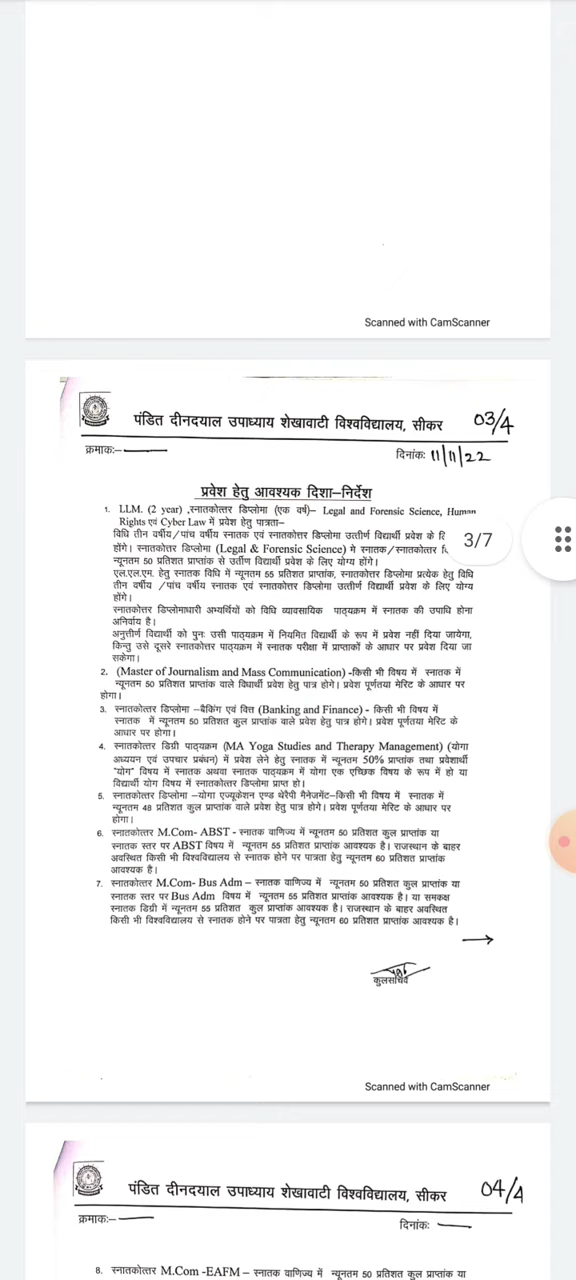 Scanned with CamScanner
पंडित दीनदयाल उपाध्याय शेखावाटी विश्वविद्यालय, सीकर 03/4
क्रमाक:-
दिनांक: 11/11/22
प्रवेश हेतु आवश्यक दिशा–निर्देश
1. LLM. (2 year) ,स्नातकोत्तर डिप्लोमा (एक वर्ष)– Legal and Forensic Science, Human
Rights एवं Cyber Law में प्रवेश हेतु पात्रता–
विधि तीन वर्षीय/पांच वर्षीय स्नातक एवं स्नातकोत्तर डिप्लोमा उत्तीर्ण विद्यार्थी प्रवेश के
होंगे। स्नातकोत्तर डिप्लोमा (Legal & Forensic Science) मे स्नातक/स्नातकोत्तर
न्यूनतम 50 प्रतिशत प्राप्तांक से उर्तीण विद्यार्थी प्रवेश के लिए योग्य होंगे।
एल.एल.एम. हेतु स्नातक विधि में न्यूनतम 55 प्रतिशत प्राप्तांक, स्नातकोत्तर डिप्लोमा प्रत्येक हेतु विधि
तीन वर्षीय /पांच वर्षीय स्नातक एवं स्नातकोत्तर डिप्लोमा उत्तीर्ण विद्यार्थी प्रवेश के लिए योग्य
होंगे।
स्नातकोत्तर डिप्लोमाधारी अभ्यर्थियों को विधि व्यावसायिक पाठ्यक्रम में स्नातक की उपाधि होना
अनिर्वाय है।
अनुत्तीर्ण विद्यार्थी को पुनः उसी पाठ्यक्रम में नियमित विद्यार्थी के रूप में प्रवेश नहीं दिया जायेगा,
किन्तु उसे दूसरे स्नातकोत्तर पाठ्यक्रम में स्नातक परीक्षा में प्राप्ताकों के आधार पर प्रवेश दिया जा
सकेगा।
3/7
2. (Master of Journalism and Mass Communication) -किसी भी विषय में स्नातक में
न्यूनतम 50 प्रतिशत प्राप्तांक वाले विधार्थी प्रवेश हेतु पात्र होगे। प्रवेश पूर्णतया मेरिट के आधार पर
होगा।
3. स्नातकोत्तर डिप्लोमा –बैकिंग एवं वित्त (Banking and Finance) - किसी भी विषय में
स्नातक में न्यूनतम 50 प्रतिशत कुल प्राप्तांक वाले प्रवेश हेतु पात्र होगे। प्रवेश पूर्णतया मेरिट के
आधार पर होगा।
4. स्नातकोत्तर डिग्री पाठ्यक्रम (MA Yoga Studies and Therapy Management) (योगा
अध्ययन एवं उपचार प्रबंधन) में प्रवेश लेने हेतु स्नातक में न्यूनतम 50% प्राप्तांक तथा प्रवेशार्थी
"योग" विषय में स्नातक अथवा स्नातक पाठ्यक्रम में योगा एक एच्छिक विषय के रूप में हो या
विद्यार्थी योग विषय में स्नातकोत्तर डिप्लोमा प्राप्त हो।
5. स्नातकोत्तर डिप्लोमा –योगा एज्यूकेशन एण्ड थेरैपी मैनेजमेंट–किसी भी विषय में स्नातक में
न्यूनतम 48 प्रतिशत कुल प्राप्तांक वाले प्रवेश हेतु पात्र होगे। प्रवेश पूर्णतया मेरिट के आधार पर
होगा।
6. स्नातकोत्तर M.Com- ABST - स्नातक वाणिज्य में न्यूनतम 50 प्रतिशत कुल प्राप्तांक या
स्नातक स्तर पर ABST विषय में न्यूनतम 55 प्रतिशत प्राप्तांक आवश्यक है। राजस्थान के बाहर
अवस्थित किसी भी विश्वविद्यालय से स्नातक होने पर पात्रता हेतु न्यूनतम 60 प्रतिशत प्राप्तांक
आवश्यक है।
7. स्नातकोत्तर M.Com- Bus Adm – स्नातक वाणिज्य में न्यूनतम 50 प्रतिशत कुल प्राप्तांक या
स्नातक स्तर पर Bus Adm विषय में न्यूनतम 55 प्रतिशत प्राप्तांक आवश्यक है। या समकक्ष
स्नातक डिग्री में न्यूनतम 55 प्रतिशत कुल प्राप्तांक आवश्यक है। राजस्थान के बाहर अवस्थित
किसी भी विश्वविद्यालय से स्नातक होने पर पात्रता हेतु न्यूनतम 60 प्रतिशत प्राप्तांक आवश्यक है।
कुलसचिव
Scanned with CamScanner
पंडित दीनदयाल उपाध्याय शेखावाटी विश्वविद्यालय, सीकर 04/4
क्रमाक:-
दिनांक:
8. स्नातकोत्तर M.Com -EAFM – स्नातक वाणिज्य में न्यूनतम 50 प्रतिशत कुल प्राप्तांक या